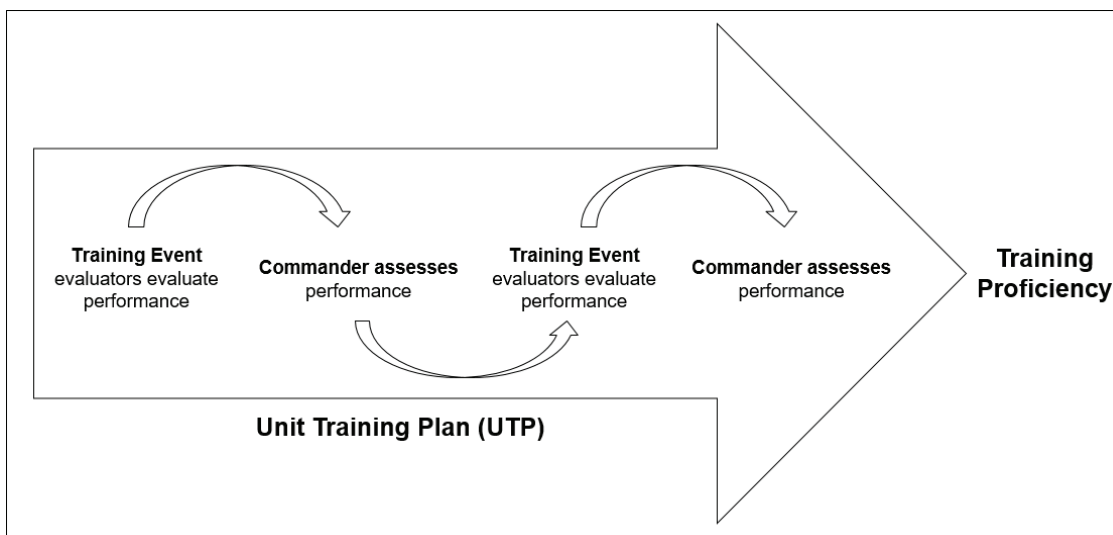 Training Event
evaluators evaluate
performance
Commander assesses
performance
Training Event
evaluators evaluate
performance
Commander assesses
performance
Training
Proficiency
Unit Training Plan (UTP)